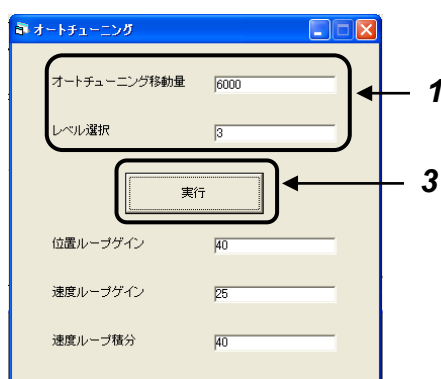 オートチューニング
オートチューニング移動量 6000
1
レベル選択 3
実行
3
位置ループゲイン 40
速度ループゲイン 25
速度ループ積分 40